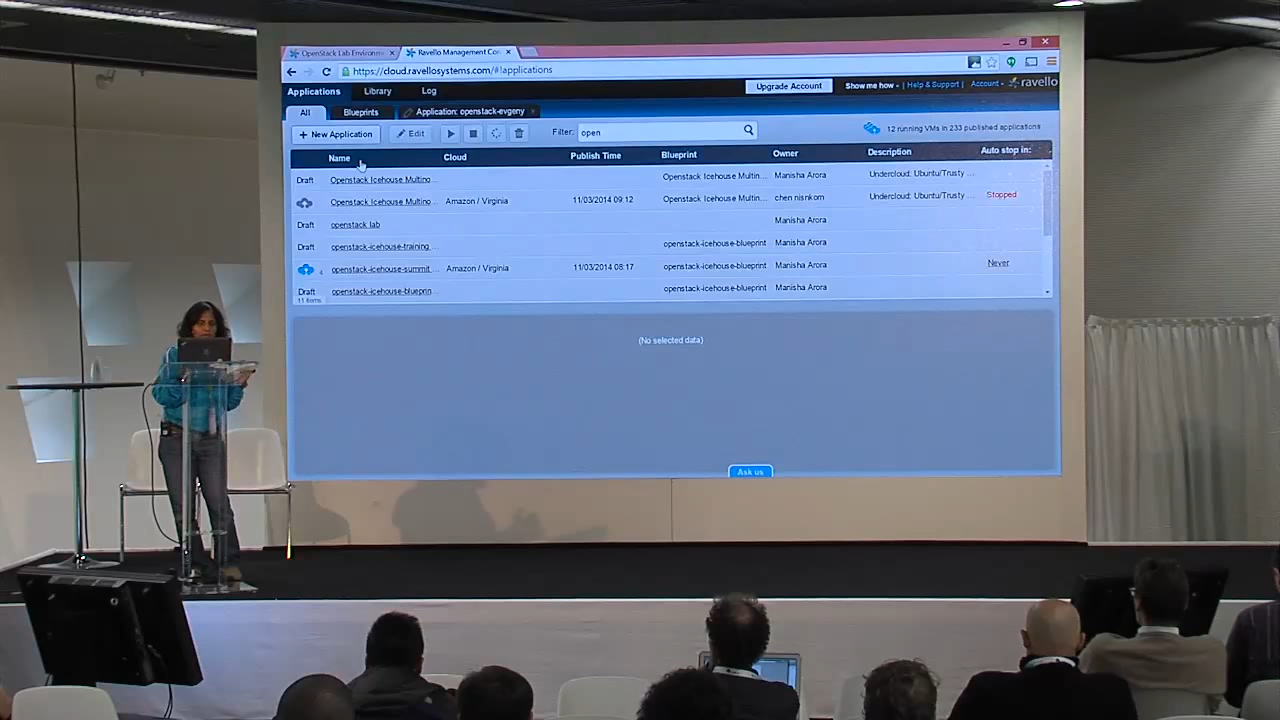 OpenStack Lab Environme
Ravello Management Con
https://cloud.ravellosystems.com/#!applications
Applications Library Log Upgrade Account Show me how Help & Support Account ravello
All Blueprints Application: openstack-evgeny
+ New Application Edit Filter: open 12 running VMs in 233 published applications
Name Cloud Publish Time Blueprint Owner Description Auto stop in:
Draft Openstack Icehouse Multino... Openstack Icehouse Multin... Manisha Arora Undercloud: Ubuntu/Trusty ...
Openstack Icehouse Multino... Amazon / Virginia 11/03/2014 09:12 Openstack Icehouse Multin... chen nisnkorn Undercloud: Ubuntu/Trusty ... Stopped
Draft openstack lab Manisha Arora
Draft openstack-icehouse-training... openstack-icehouse-blueprint Manisha Arora
4 openstack-icehouse-summit... Amazon / Virginia 11/03/2014 08:17 openstack-icehouse-blueprint Manisha Arora Never
Draft openstack-icehouse-blueprin... openstack-icehouse-blueprint Manisha Arora
11 items
(No selected data)
Ask us